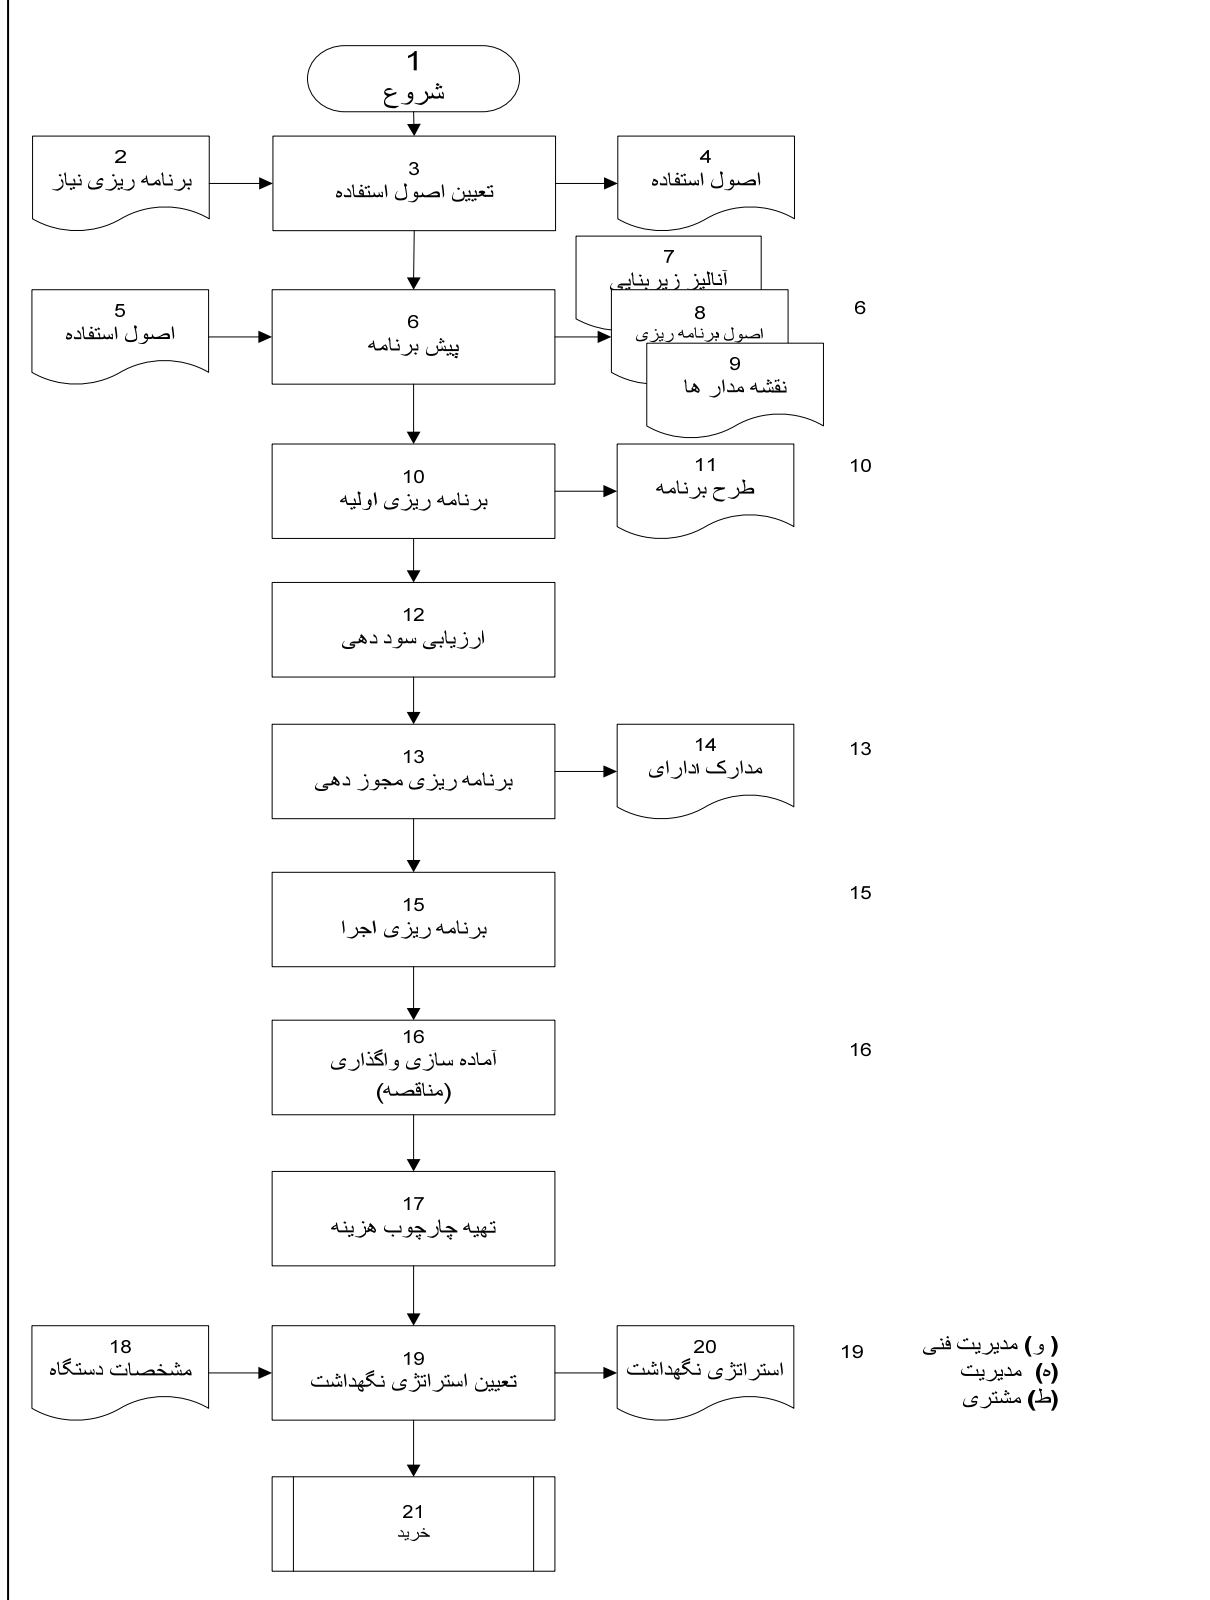 1
شروع
2
برنامه ریزی نیاز
3
تعیین اصول استفاده
4
اصول استفاده
5
اصول استفاده
6
پیش برنامه
7
آنالیز زیربنایی
8
اصول برنامه ریزی
9
نقشه مدار ها
6
10
برنامه ریزی اولیه
11
طرح برنامه
10
12
ارزیابی سود دهی
13
برنامه ریزی مجوز دهی
14
مدارک ادارای
13
15
برنامه ریزی اجرا
15
16
آماده سازی واگذاری
(مناقصه)
16
17
تهیه چارچوب هزینه
18
مشخصات دستگاه
19
تعیین استراتژی نگهداشت
20
استراتژی نگهداشت
19
( و) مدیریت فنی
(ه) مدیریت
(ط) مشتری
21
خرید